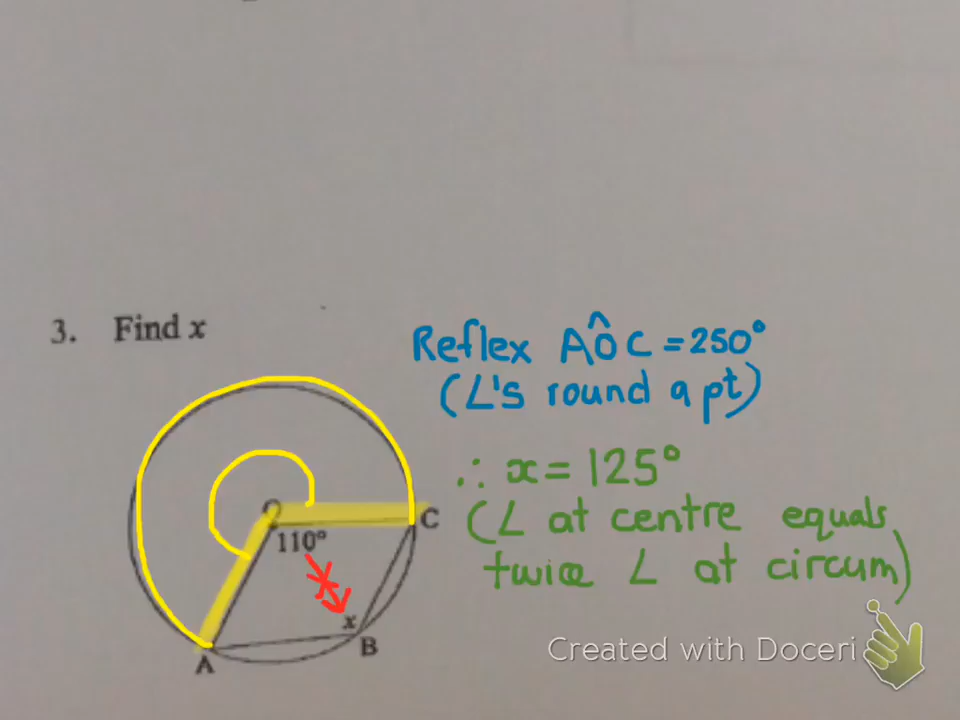 3. Find x
Reflex AÔC = 250°
(∠'s round a pt)
∴ x = 125°
(∠ at centre equals
twice ∠ at circum)
O
C
110°
x
B
A
Created with Doceri